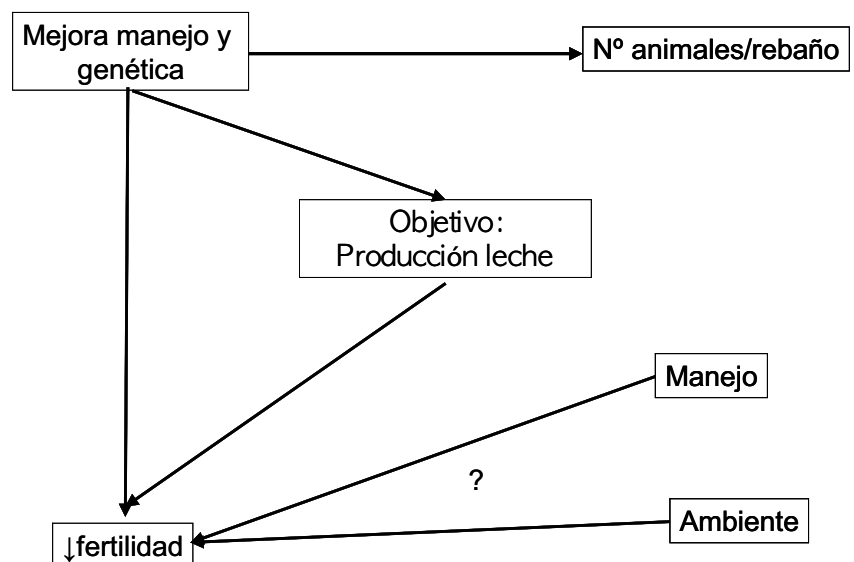 Mejora manejo y
genética
Nº animales/rebaño
Objetivo:
Producción leche
Manejo
?
Ambiente
↓fertilidad